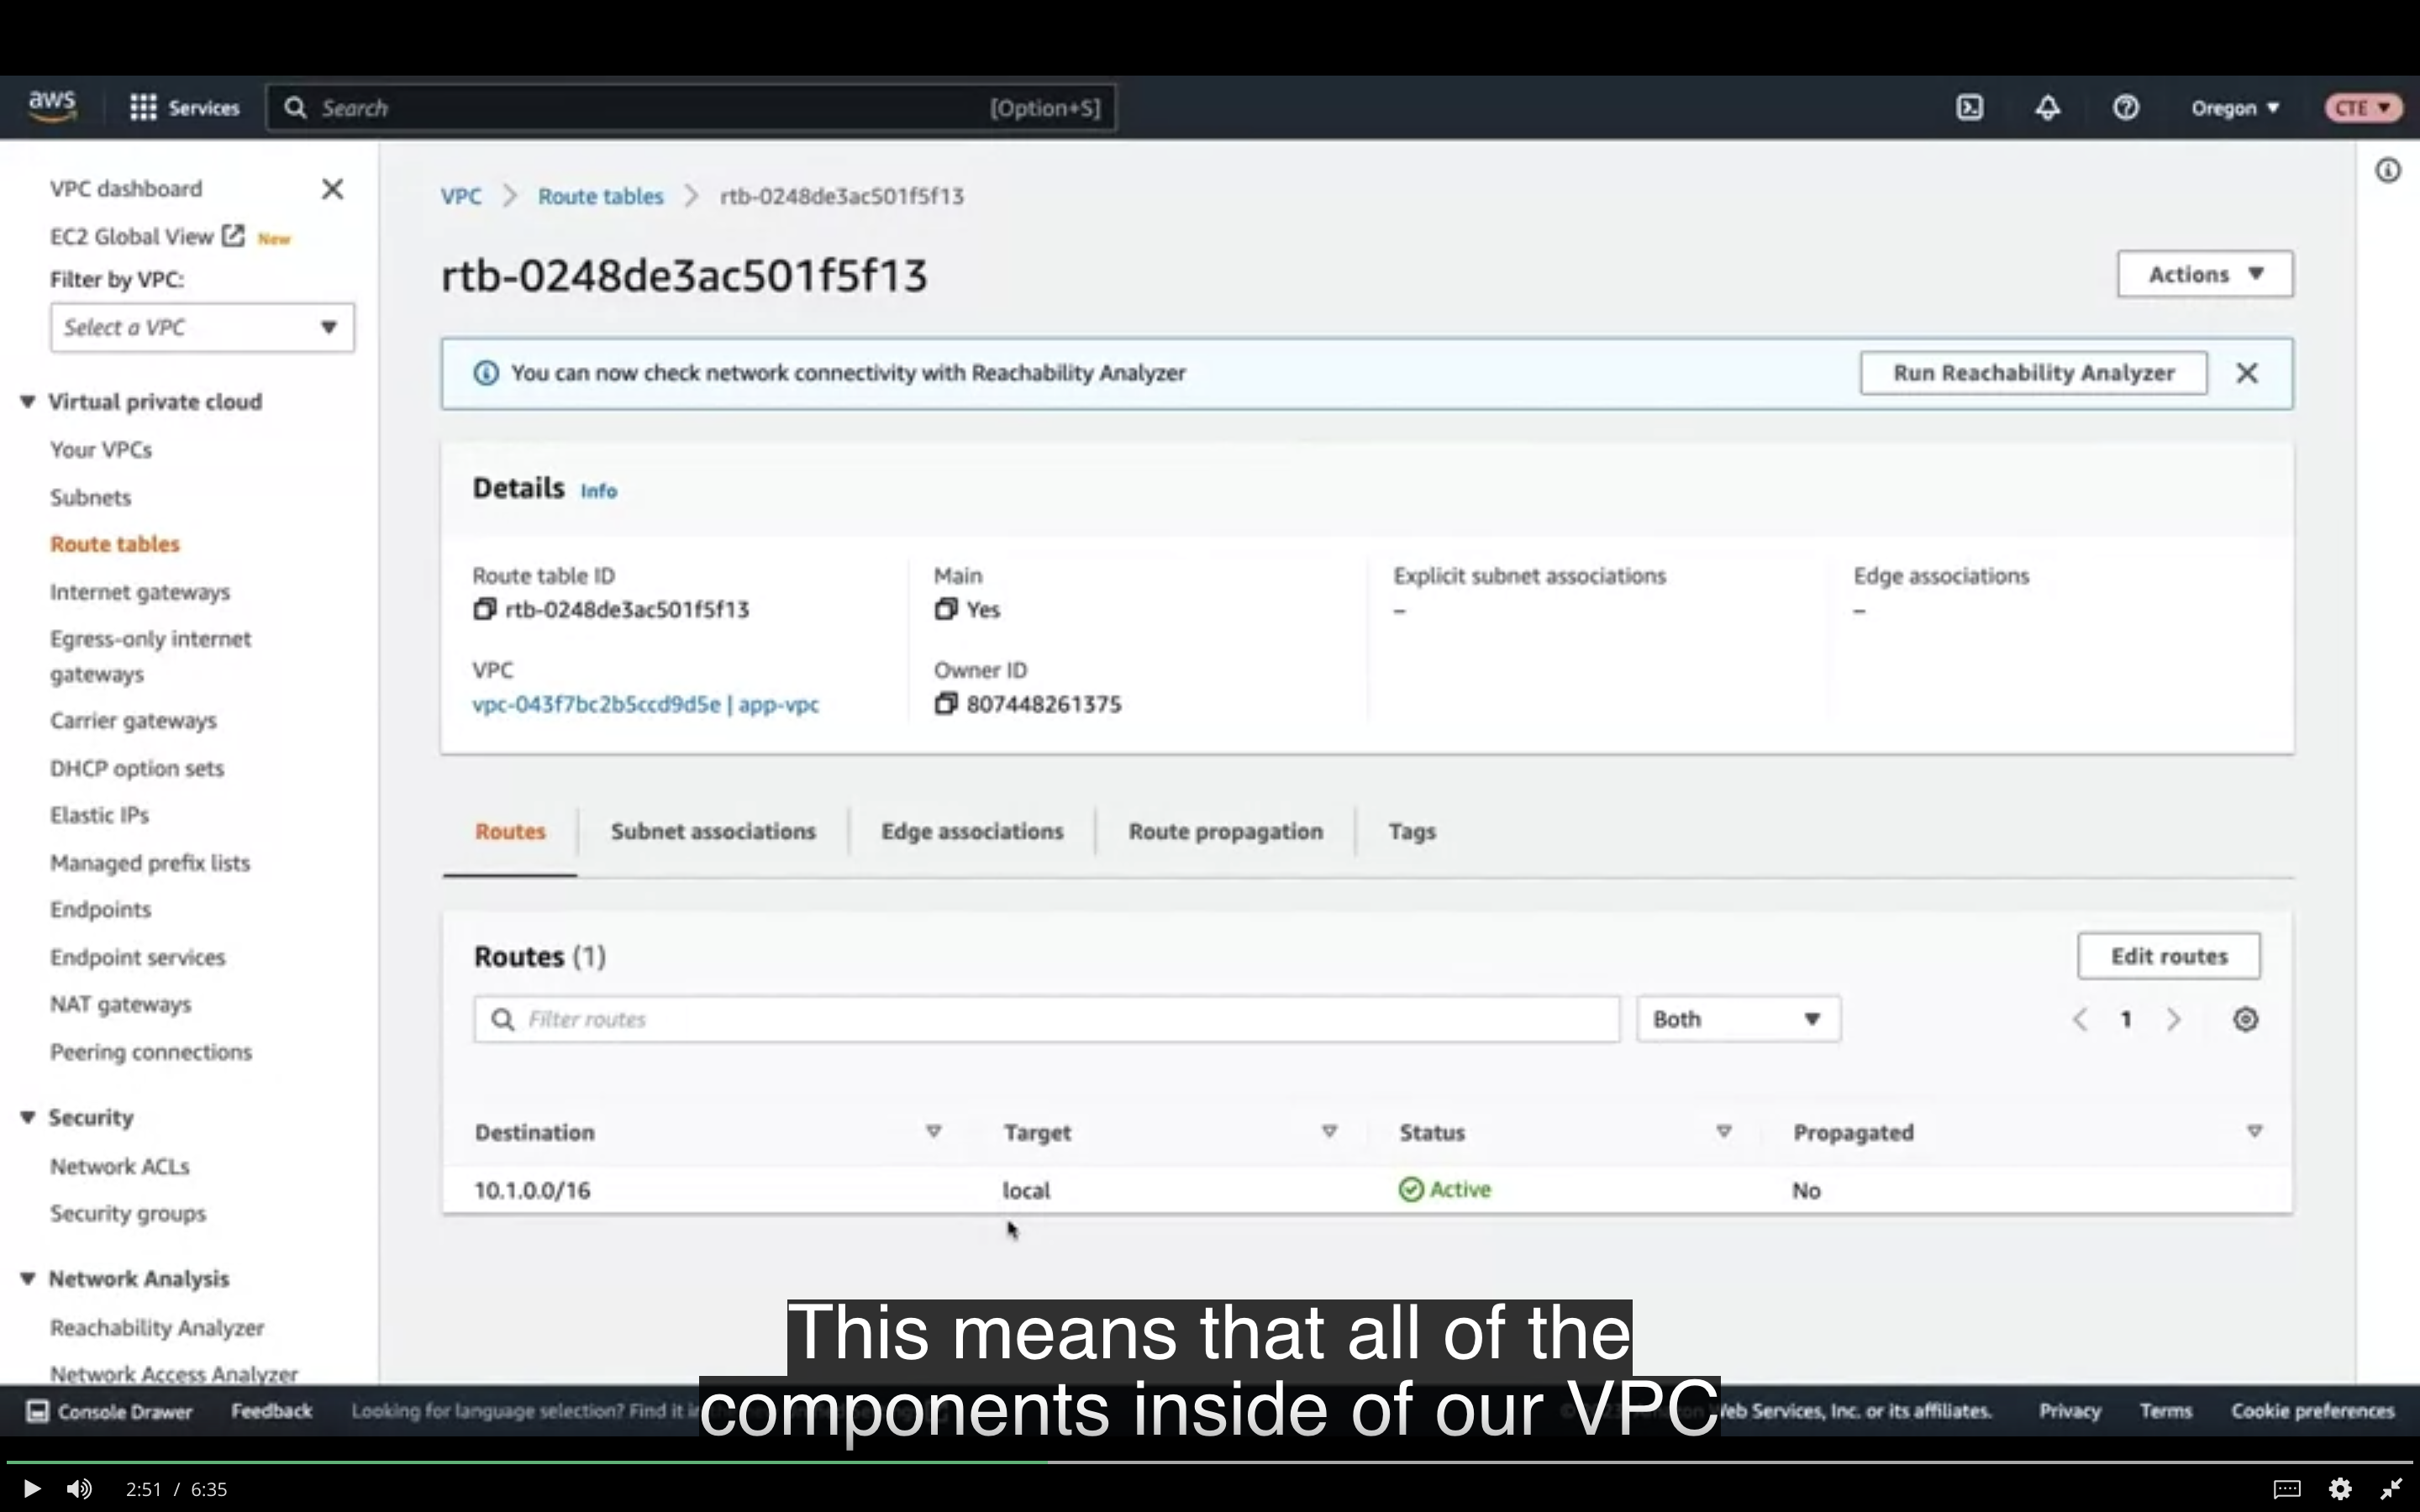 aws Services Search [Option+S] Oregon CTE
VPC dashboard
EC2 Global View New
Filter by VPC:
Select a VPC
Virtual private cloud
Your VPCs
Subnets
Route tables
Internet gateways
Egress-only internet
gateways
Carrier gateways
DHCP option sets
Elastic IPs
Managed prefix lists
Endpoints
Endpoint services
NAT gateways
Peering connections
Security
Network ACLs
Security groups
Network Analysis
Reachability Analyzer
Network Access Analyzer
VPC > Route tables > rtb-0248de3ac501f5f13
rtb-0248de3ac501f5f13
Actions
You can now check network connectivity with Reachability Analyzer
Run Reachability Analyzer
Details Info
Route table ID
rtb-0248de3ac501f5f13
Main
Yes
Explicit subnet associations
–
Edge associations
–
VPC
vpc-043f7bc2b5ccd9d5e | app-vpc
Owner ID
807448261375
Routes Subnet associations Edge associations Route propagation Tags
Routes (1)
Edit routes
Filter routes
Both
1
Destination Target Status Propagated
10.1.0.0/16 local Active No
This means that all of the
components inside of our VPC
Console Drawer Feedback Looking for language selection? Find it Web Services, Inc. or its affiliates. Privacy Terms Cookie preferences
2:51 / 6:35